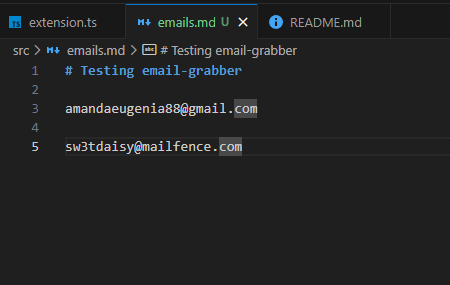 TS extension.ts
emails.md U ×
README.md
src > emails.md > abc # Testing email-grabber
1 # Testing email-grabber
2
3 amandaeugenia88@gmail.com
4
5 sw3tdaisy@mailfence.com